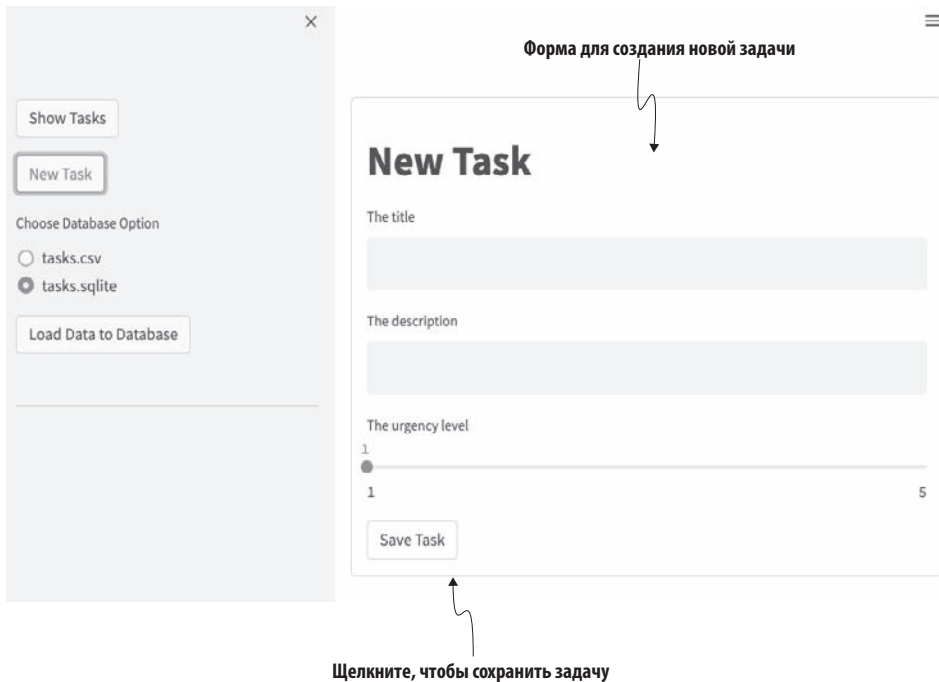 Форма для создания новой задачи
Show Tasks
New Task
Choose Database Option
tasks.csv
tasks.sqlite
Load Data to Database
New Task
The title
The description
The urgency level
1
1 5
Save Task
Щелкните, чтобы сохранить задачу